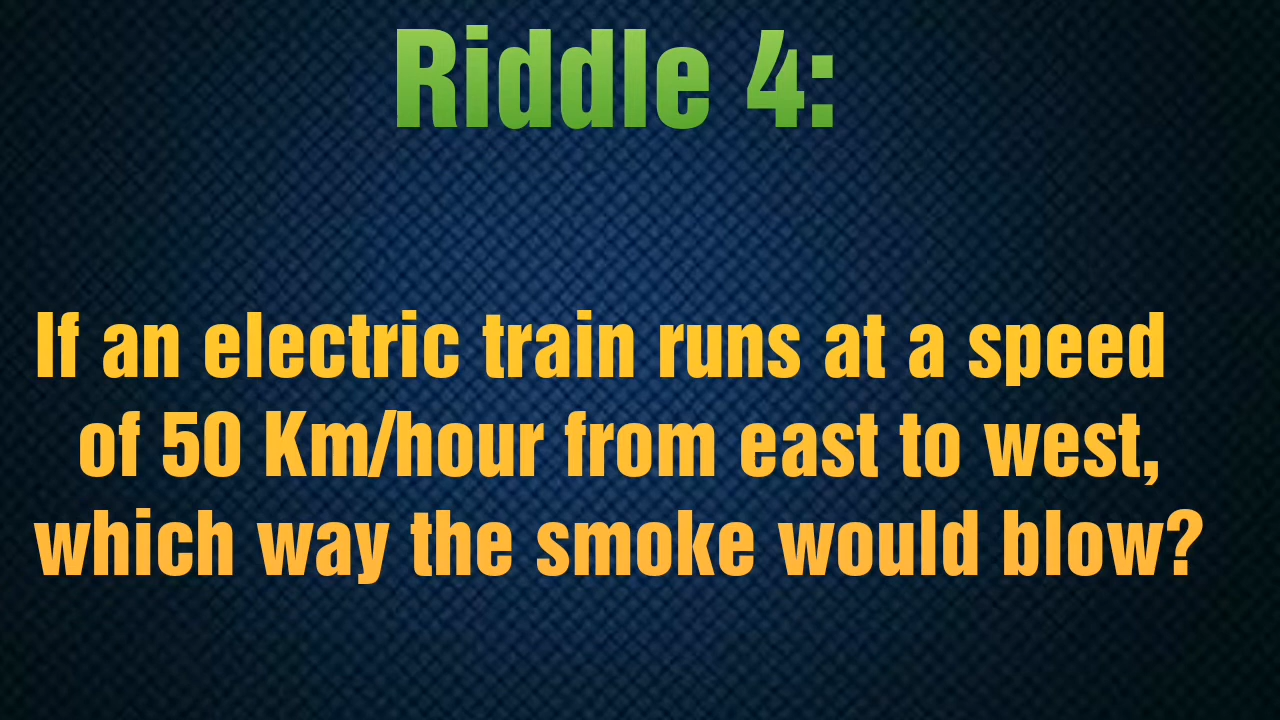 Riddle 4:
If an electric train runs at a speed
of 50 Km/hour from east to west,
which way the smoke would blow?